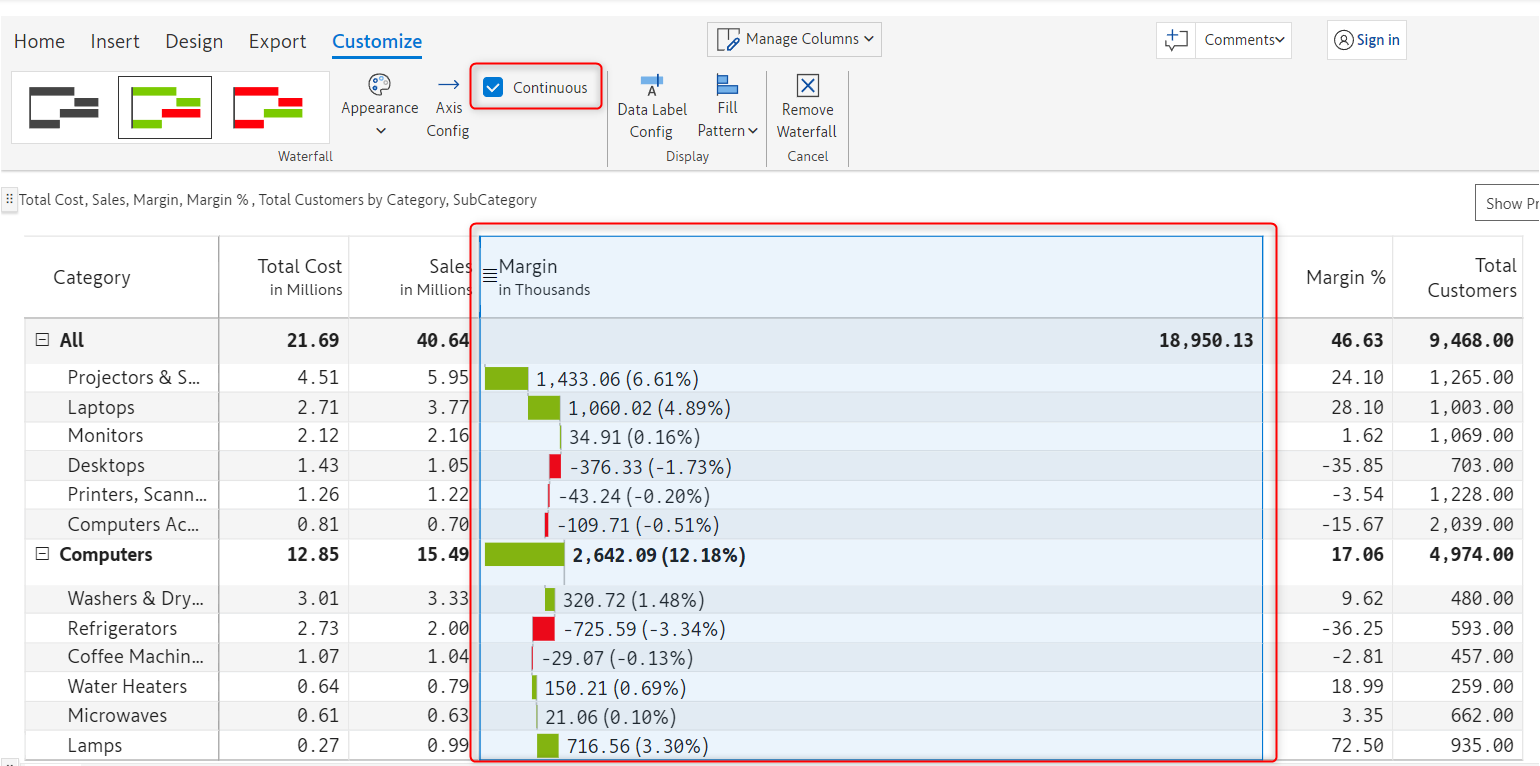 Home Insert Design Export Customize Manage Columns Comments Sign in
Continuous
Appearance Axis Config Data Label Config Fill Pattern Remove Waterfall
Waterfall Display Cancel
Total Cost, Sales, Margin, Margin % , Total Customers by Category, SubCategory Show Pr
Category Total Cost in Millions Sales in Millions Margin in Thousands Margin % Total Customers
All 21.69 40.64 18,950.13 46.63 9,468.00
Projectors & S... 4.51 5.95 1,433.06 (6.61%) 24.10 1,265.00
Laptops 2.71 3.77 1,060.02 (4.89%) 28.10 1,003.00
Monitors 2.12 2.16 34.91 (0.16%) 1.62 1,069.00
Desktops 1.43 1.05 -376.33 (-1.73%) -35.85 703.00
Printers, Scann... 1.26 1.22 -43.24 (-0.20%) -3.54 1,228.00
Computers Ac... 0.81 0.70 -109.71 (-0.51%) -15.67 2,039.00
Computers 12.85 15.49 2,642.09 (12.18%) 17.06 4,974.00
Washers & Dry... 3.01 3.33 320.72 (1.48%) 9.62 480.00
Refrigerators 2.73 2.00 -725.59 (-3.34%) -36.25 593.00
Coffee Machin... 1.07 1.04 -29.07 (-0.13%) -2.81 457.00
Water Heaters 0.64 0.79 150.21 (0.69%) 18.99 259.00
Microwaves 0.61 0.63 21.06 (0.10%) 3.35 662.00
Lamps 0.27 0.99 716.56 (3.30%) 72.50 935.00